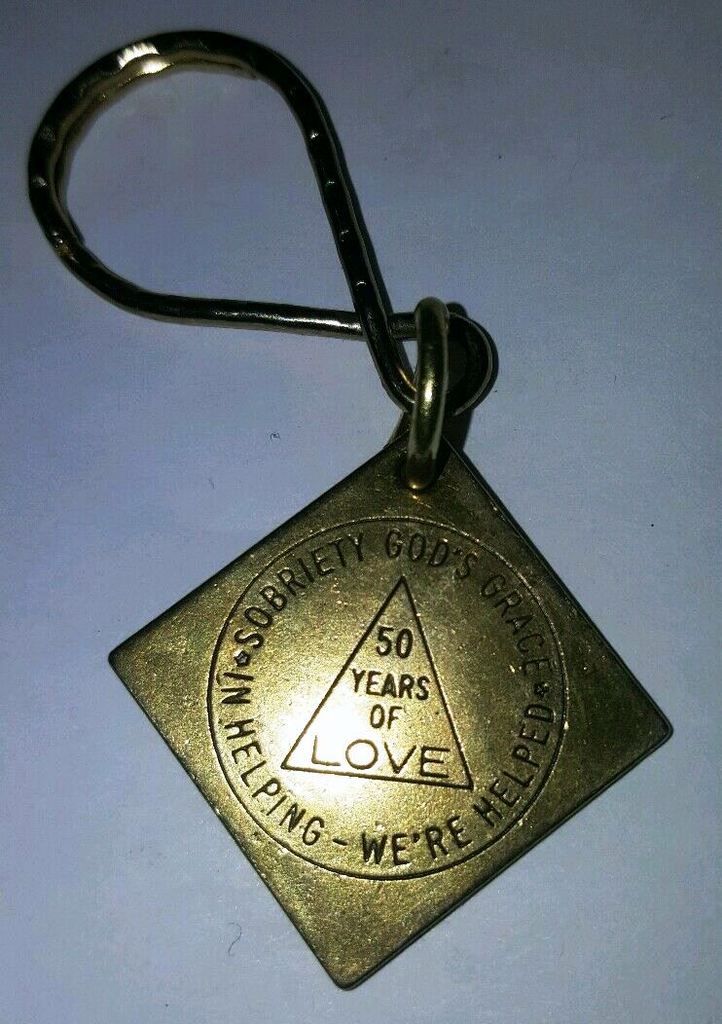 SOBRIETY GOD'S GRACE
50
YEARS
OF
LOVE
IN HELPING - WE'RE HELPED